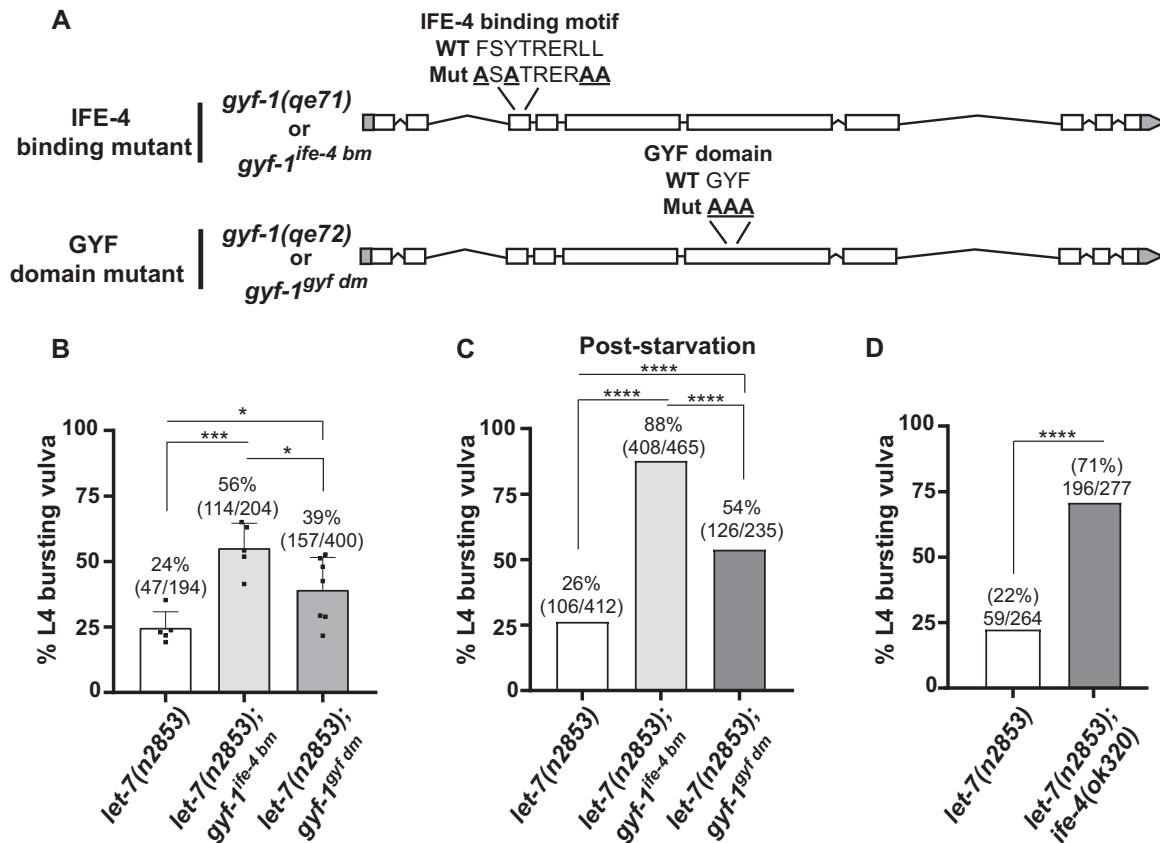 A
IFE-4 binding motif
WT FSYTRERLL
Mut ASATRERAA
IFE-4
binding mutant
gyf-1(qe71)
or
gyf-1ife-4 bm
GYF domain
WT GYF
Mut AAA
GYF
domain mutant
gyf-1(qe72)
or
gyf-1gyf dm
B
% L4 bursting vulva
100
75
50
25
0
*
***
*
24%
(47/194)
56%
(114/204)
39%
(157/400)
let-7(n2853)
let-7(n2853);
gyf-1ife-4 bm
let-7(n2853);
gyf-1gyf dm
C
Post-starvation
% L4 bursting vulva
100
75
50
25
0
****
****
****
26%
(106/412)
88%
(408/465)
54%
(126/235)
let-7(n2853)
let-7(n2853);
gyf-1ife-4 bm
let-7(n2853);
gyf-1gyf dm
D
% L4 bursting vulva
100
75
50
25
0
****
(22%)
59/264
(71%)
196/277
let-7(n2853)
let-7(n2853);
ife-4(ok320)